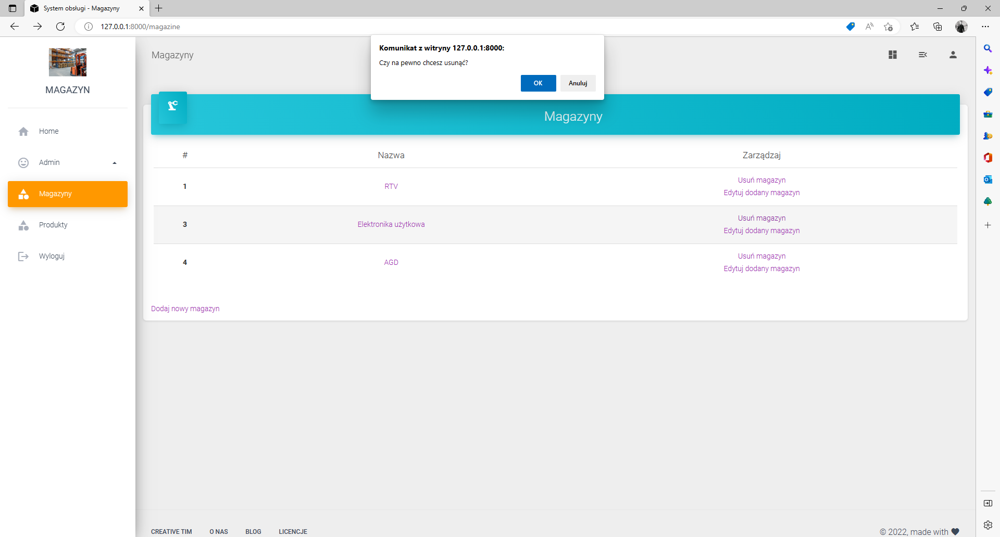 System obsługi - Magazyny
127.0.0.1:8000/magazine
Komunikat z witryny 127.0.0.1:8000:
Czy na pewno chcesz usunąć?
OK
Anuluj
MAGAZYN
Home
Admin
Magazyny
Produkty
Wyloguj
Magazyny
Magazyny
# Nazwa Zarządzaj
1 RTV Usuń magazyn
Edytuj dodany magazyn
3 Elektronika użytkowa Usuń magazyn
Edytuj dodany magazyn
4 AGD Usuń magazyn
Edytuj dodany magazyn
Dodaj nowy magazyn
CREATIVE TIM O NAS BLOG LICENCJE
© 2022, made with